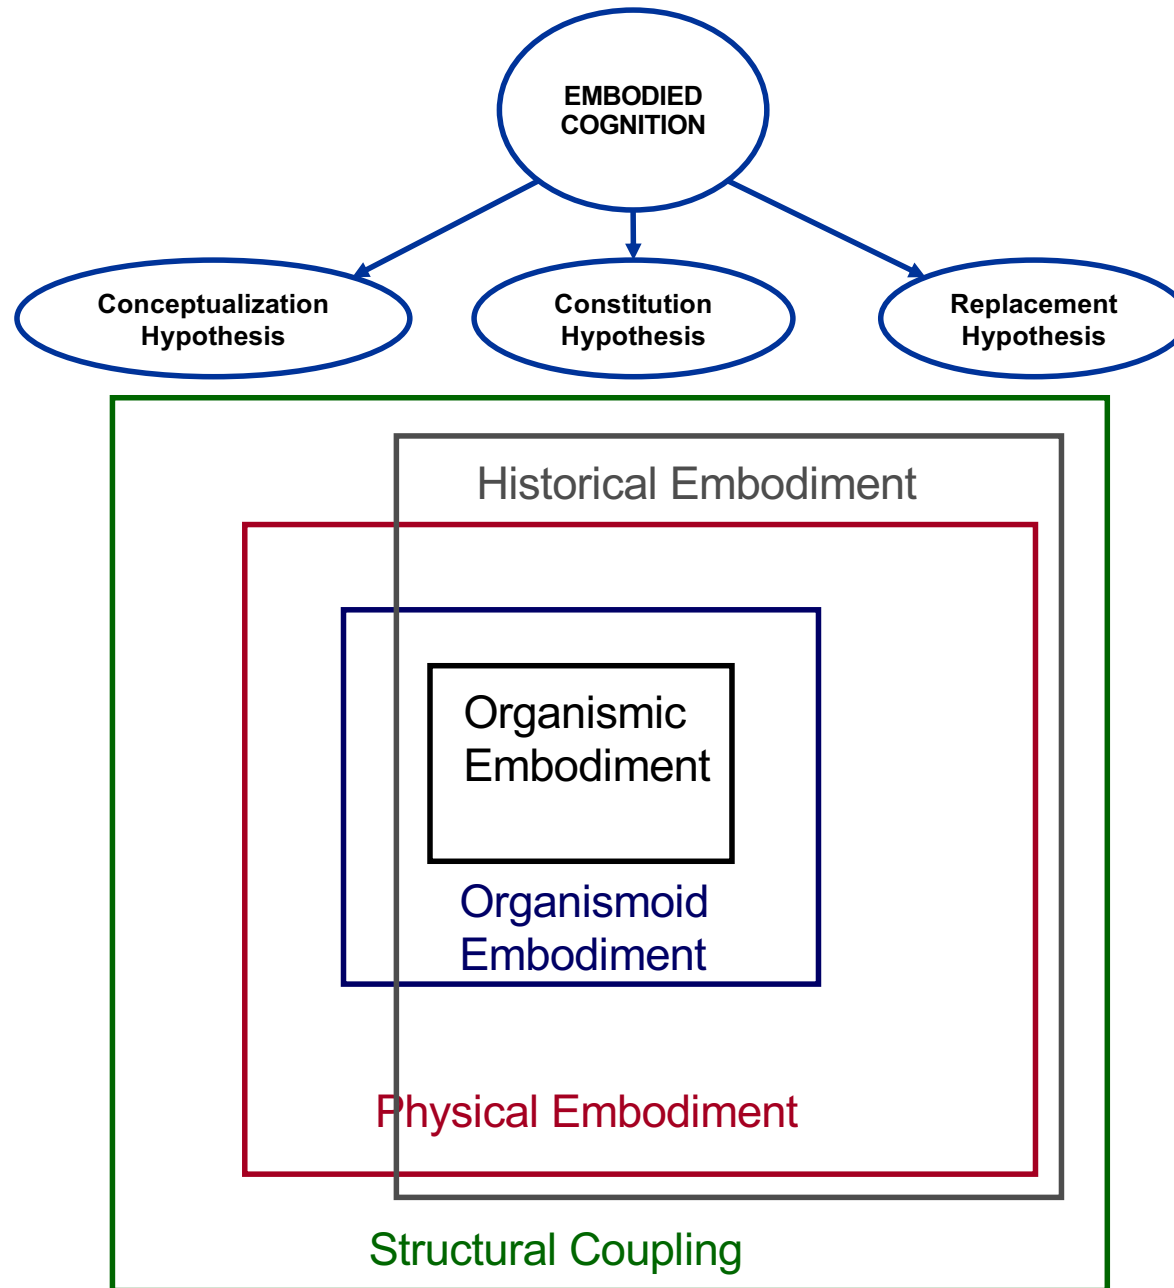 EMBODIED
COGNITION
Conceptualization
Hypothesis
Constitution
Hypothesis
Replacement
Hypothesis
Historical Embodiment
Organismic
Embodiment
Organismoid
Embodiment
Physical Embodiment
Structural Coupling